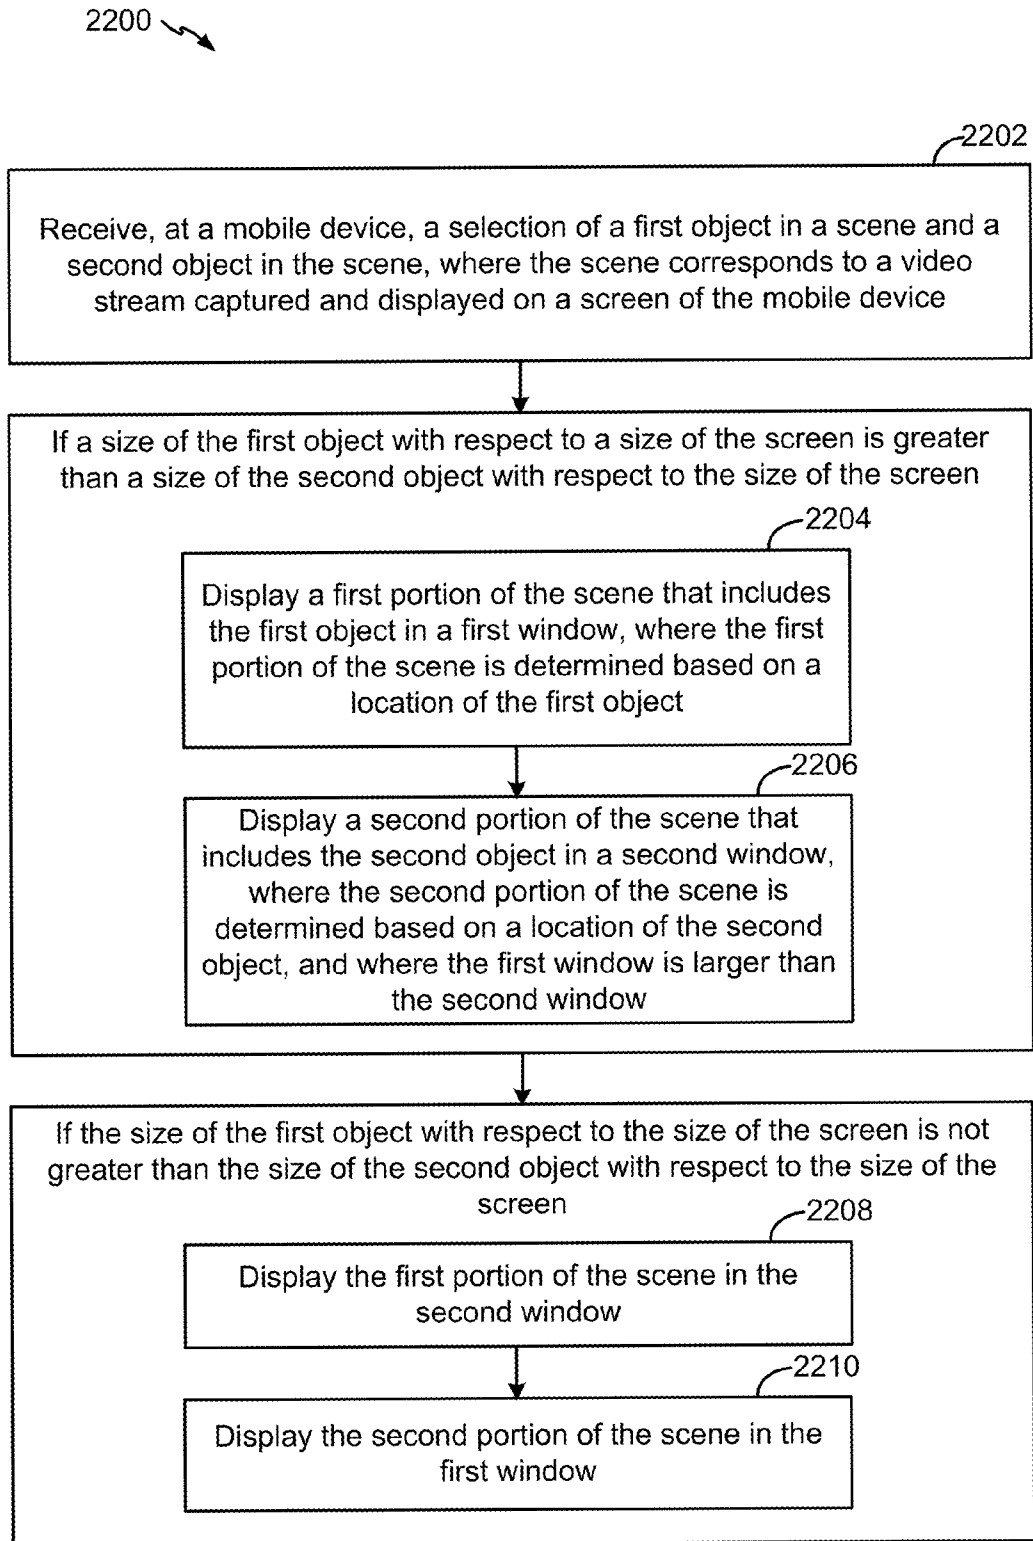 2200
2202
Receive, at a mobile device, a selection of a first object in a scene and a
second object in the scene, where the scene corresponds to a video
stream captured and displayed on a screen of the mobile device
If a size of the first object with respect to a size of the screen is greater
than a size of the second object with respect to the size of the screen
2204
Display a first portion of the scene that includes
the first object in a first window, where the first
portion of the scene is determined based on a
location of the first object
2206
Display a second portion of the scene that
includes the second object in a second window,
where the second portion of the scene is
determined based on a location of the second
object, and where the first window is larger than
the second window
If the size of the first object with respect to the size of the screen is not
greater than the size of the second object with respect to the size of the
screen
2208
Display the first portion of the scene in the
second window
2210
Display the second portion of the scene in the
first window